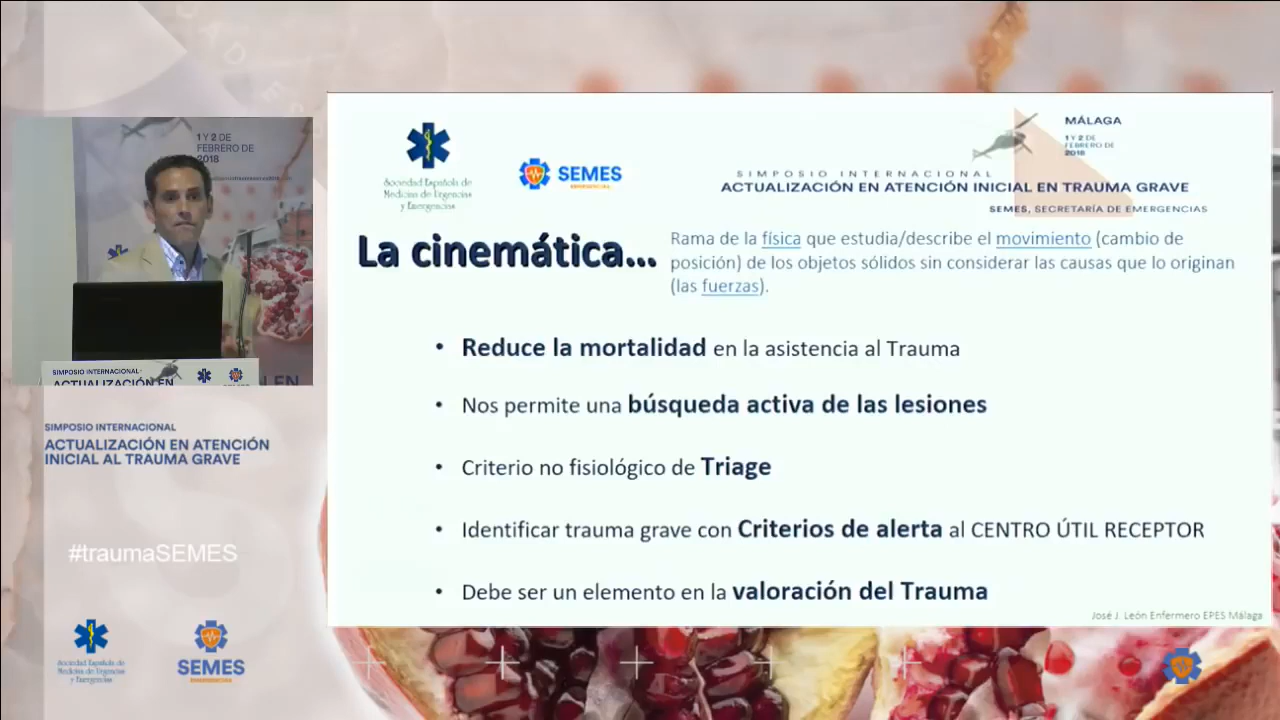 1 Y 2 DE
FEBRERO DE
2018
SIMPOSIO INTERNACIONAL
ACTUALIZACIÓN EN
SIMPOSIO INTERNACIONAL
ACTUALIZACIÓN EN ATENCIÓN
INICIAL AL TRAUMA GRAVE
#traumaSEMES
Sociedad Española de
Medicina de Urgencias
y Emergencias
SEMES
EMERGENCIAS
Sociedad Española de
Medicina de Urgencias
y Emergencias
SEMES
EMERGENCIAS
MÁLAGA
1 Y 2 DE
FEBRERO DE
2018
SIMPOSIO INTERNACIONAL
ACTUALIZACIÓN EN ATENCIÓN INICIAL EN TRAUMA GRAVE
SEMES, SECRETARÍA DE EMERGENCIAS
La cinemática...
Rama de la física que estudia/describe el movimiento (cambio de
posición) de los objetos sólidos sin considerar las causas que lo originan
(las fuerzas).
• Reduce la mortalidad en la asistencia al Trauma
• Nos permite una búsqueda activa de las lesiones
• Criterio no fisiológico de Triage
• Identificar trauma grave con Criterios de alerta al CENTRO ÚTIL RECEPTOR
• Debe ser un elemento en la valoración del Trauma
José J. León Enfermero EPES Málaga